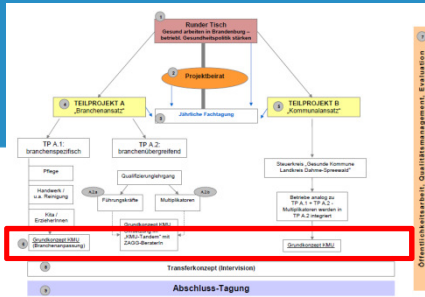 1
Runder Tisch
Gesund arbeiten in Brandenburg –
betriebl. Gesundheitspolitik stärken
2
Projektbeirat
4
TEILPROJEKT A
„Branchenansatz"
Jährliche Fachtagung
TEILPROJEKT B
„Kommunalansatz"
TP A.1:
branchenspezifisch
TP A.2:
branchenübergreifend
Pflege
Handwerk /
u.a. Reinigung
Kita /
ErzieherInnen
Qualifizierungslehrgang
Führungskräfte
Multiplikatoren
Grundkonzept KMU
„KMU-Tandem" mit
ZAGG-BeraterIn
Steuerkreis „Gesunde Kommune
Landkreis Dahme-Spreewald"
Betriebe analog zu
TP A.1 + TP A.2 -
Multiplikatoren werden in
TP A.2 integriert
Grundkonzept KMU
(Branchenanpassung)
Grundkonzept KMU
Transferkonzept (Intervision)
Abschluss-Tagung
Öffentlichkeitsarbeit, Qualitätsmanagement, Evaluation